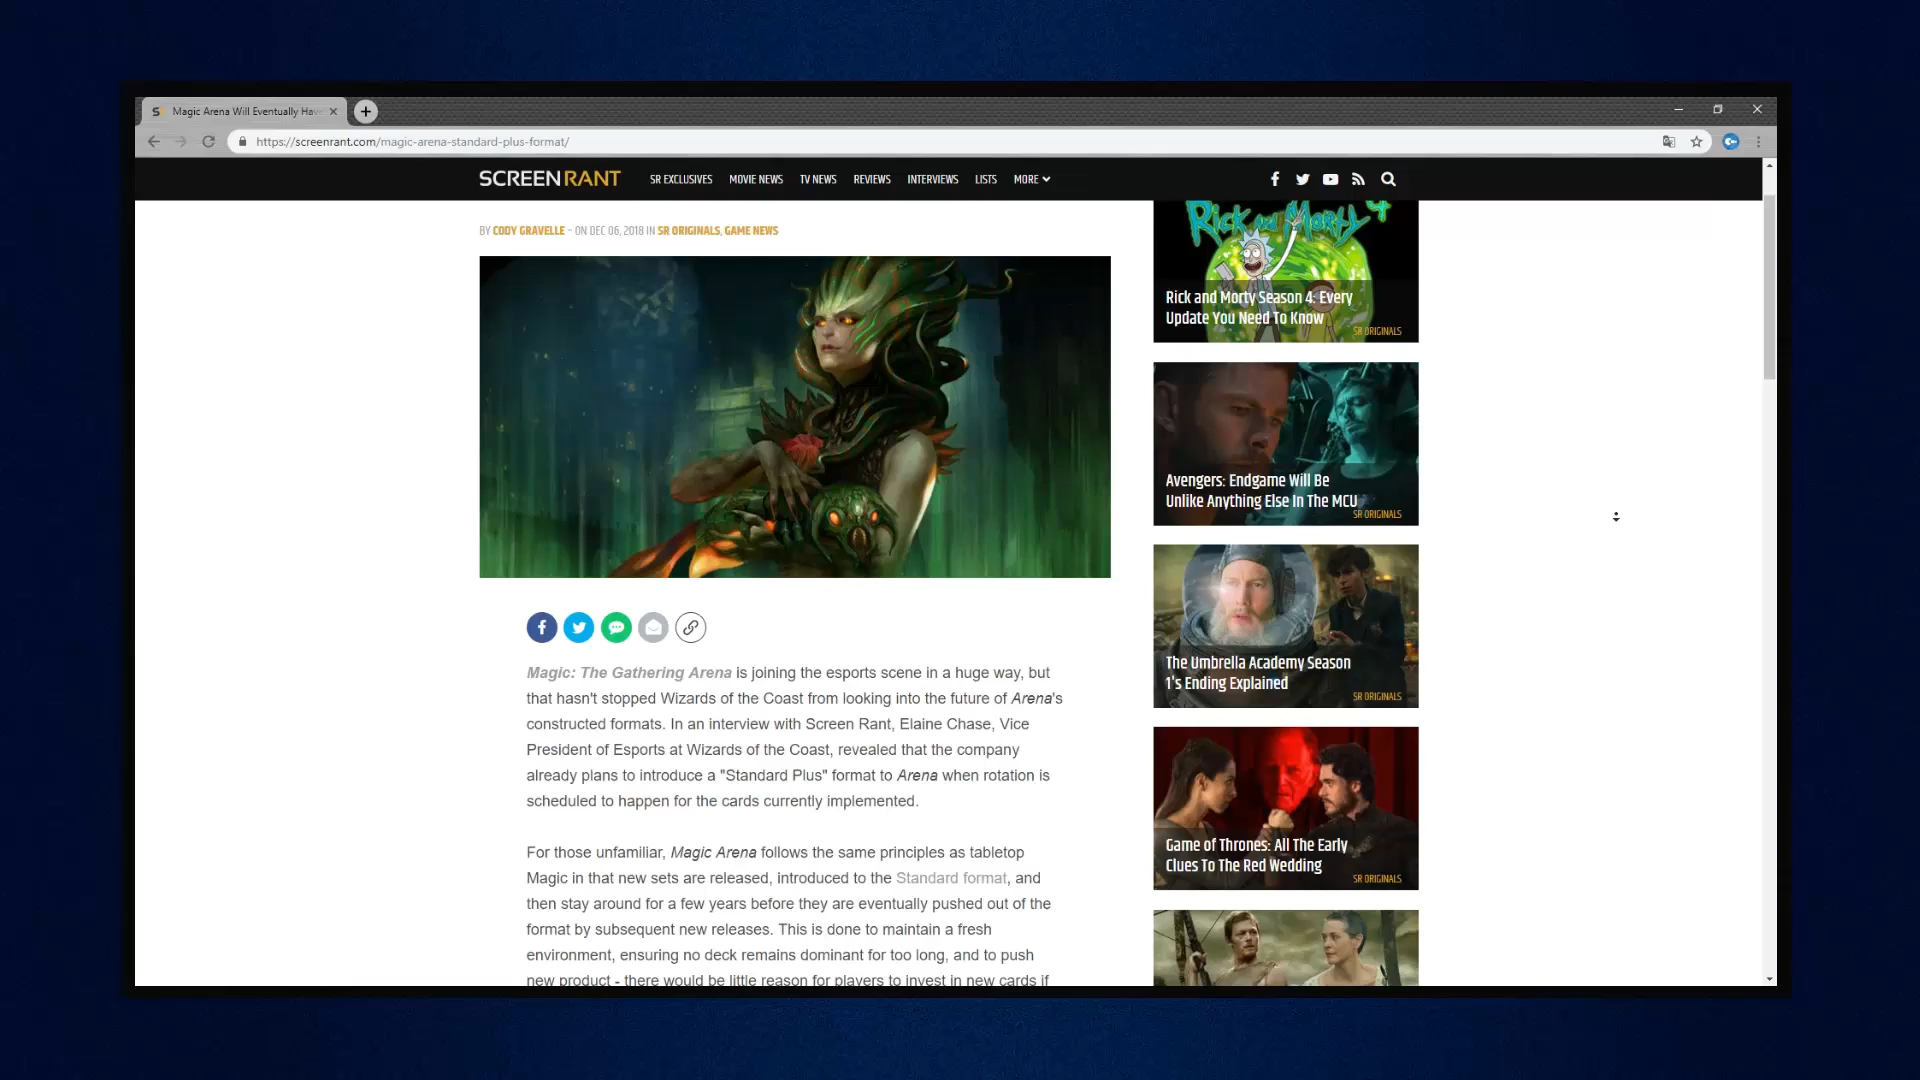 Magic Arena Will Eventually Have
https://screenrant.com/magic-arena-standard-plus-format/
SCREENRANT SR EXCLUSIVES MOVIE NEWS TV NEWS REVIEWS INTERVIEWS LISTS MORE
BY CODY GRAVELLE – ON DEC 06, 2018 IN SR ORIGINALS, GAME NEWS
Magic: The Gathering Arena is joining the esports scene in a huge way, but
that hasn't stopped Wizards of the Coast from looking into the future of Arena's
constructed formats. In an interview with Screen Rant, Elaine Chase, Vice
President of Esports at Wizards of the Coast, revealed that the company
already plans to introduce a "Standard Plus" format to Arena when rotation is
scheduled to happen for the cards currently implemented.
For those unfamiliar, Magic Arena follows the same principles as tabletop
Magic in that new sets are released, introduced to the Standard format, and
then stay around for a few years before they are eventually pushed out of the
format by subsequent new releases. This is done to maintain a fresh
environment, ensuring no deck remains dominant for too long, and to push
new product - there would be little reason for players to invest in new cards if
Rick and Morty 4
Rick and Morty Season 4: Every
Update You Need To Know
SR ORIGINALS
Avengers: Endgame Will Be
Unlike Anything Else In The MCU
SR ORIGINALS
The Umbrella Academy Season
1's Ending Explained
SR ORIGINALS
Game of Thrones: All The Early
Clues To The Red Wedding
SR ORIGINALS